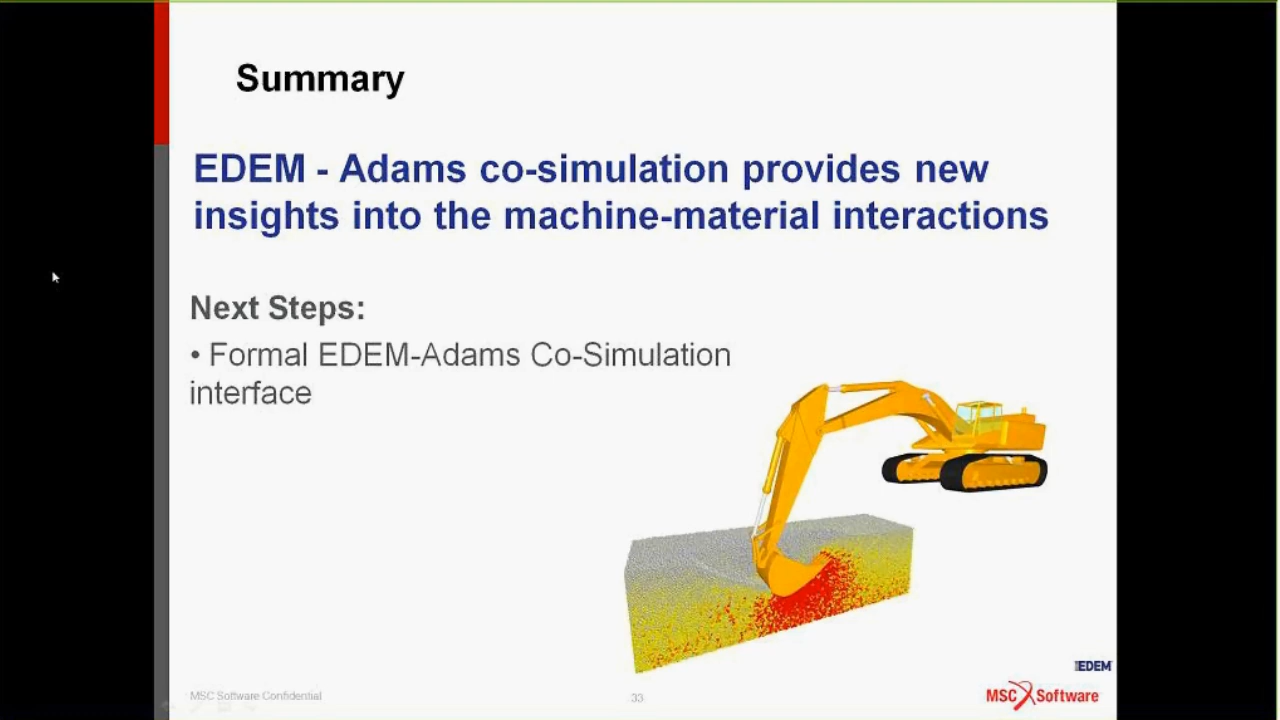 Summary
EDEM - Adams co-simulation provides new
insights into the machine-material interactions
Next Steps:
• Formal EDEM-Adams Co-Simulation
interface
EDEM
MSC Software Confidential
33
MSC Software